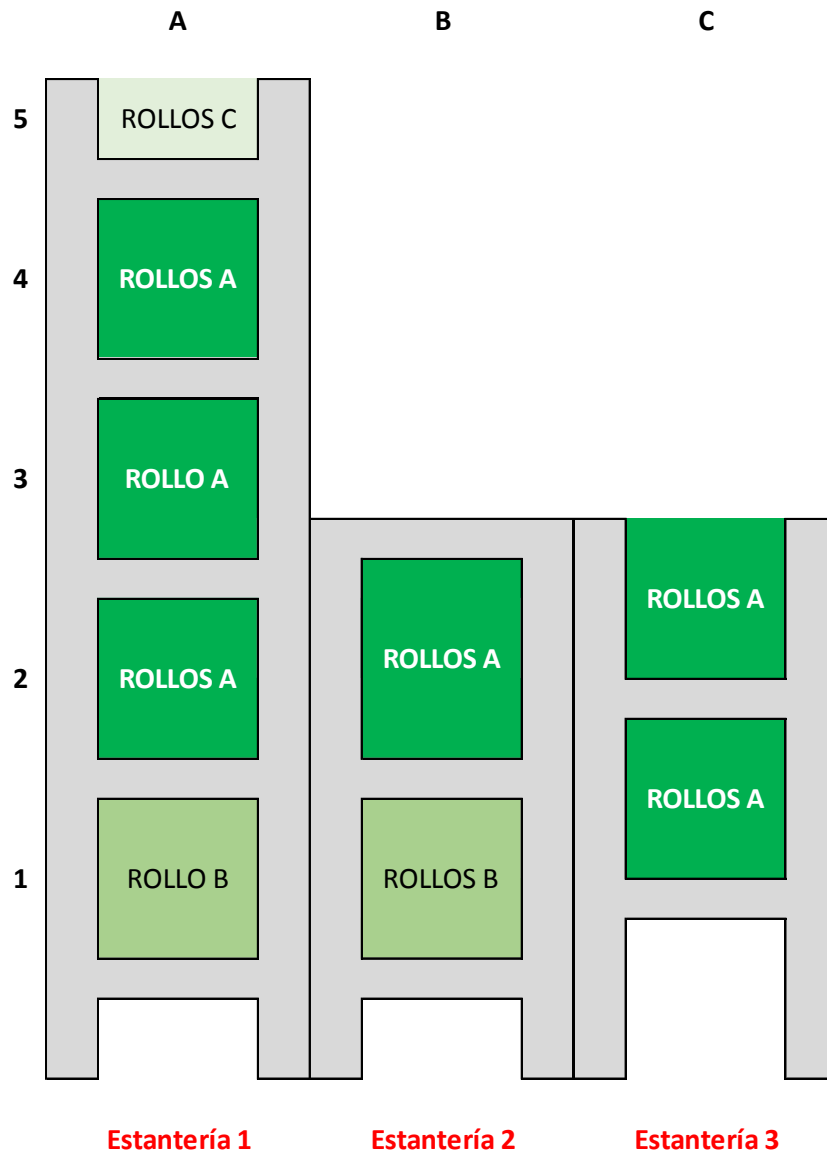 A B C
5 ROLLOS C
4 ROLLOS A
3 ROLLO A
ROLLOS A
2 ROLLOS A ROLLOS A
ROLLOS A
1 ROLLO B ROLLOS B
Estantería 1 Estantería 2 Estantería 3